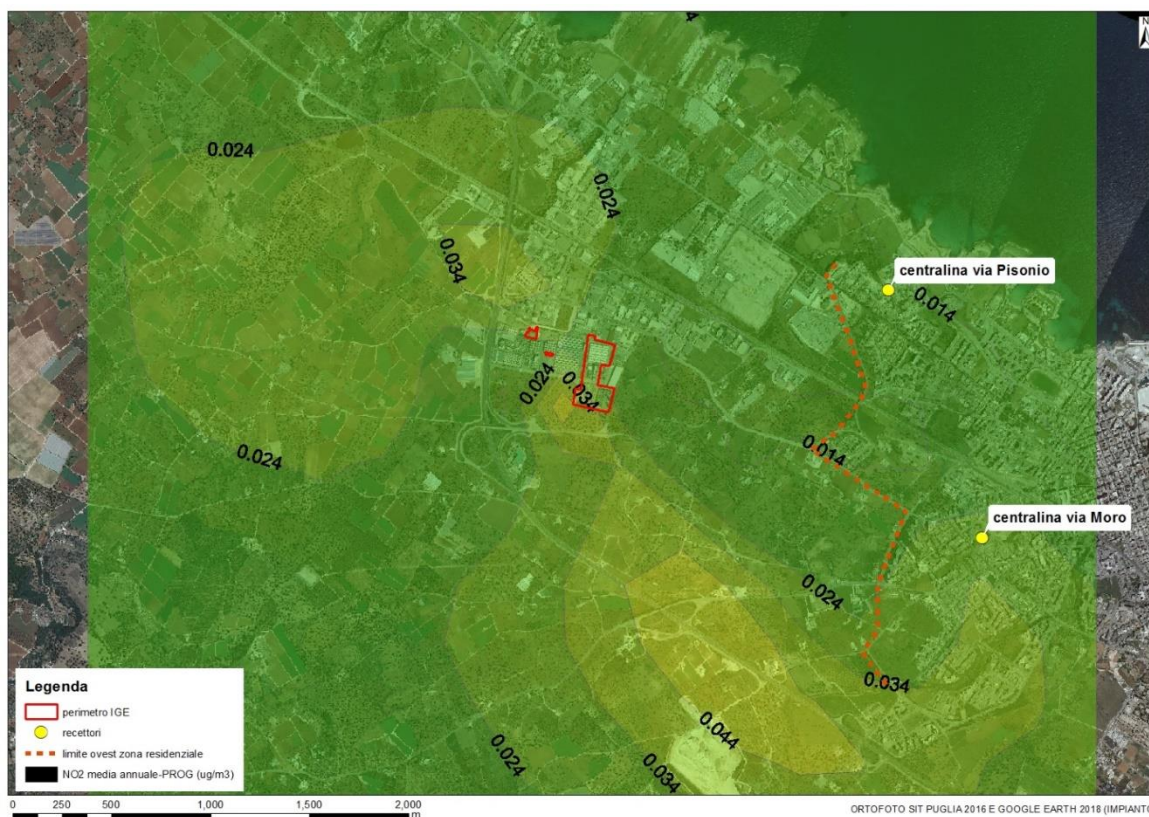 N
0.024
0.024
0.034
centralina via Pisonio
0.014
0.024
0.034
0.014
0.024
centralina via Moro
0.024
0.034
0.044
0.024
0.034
Legenda
perimetro IGE
recettori
limite ovest zona residenziale
NO2 media annuale-PROG (ug/m3)
0 250 500 1,000 1,500 2,000
m
ORTOFOTO SIT PUGLIA 2016 E GOOGLE EARTH 2018 (IMPIANTO